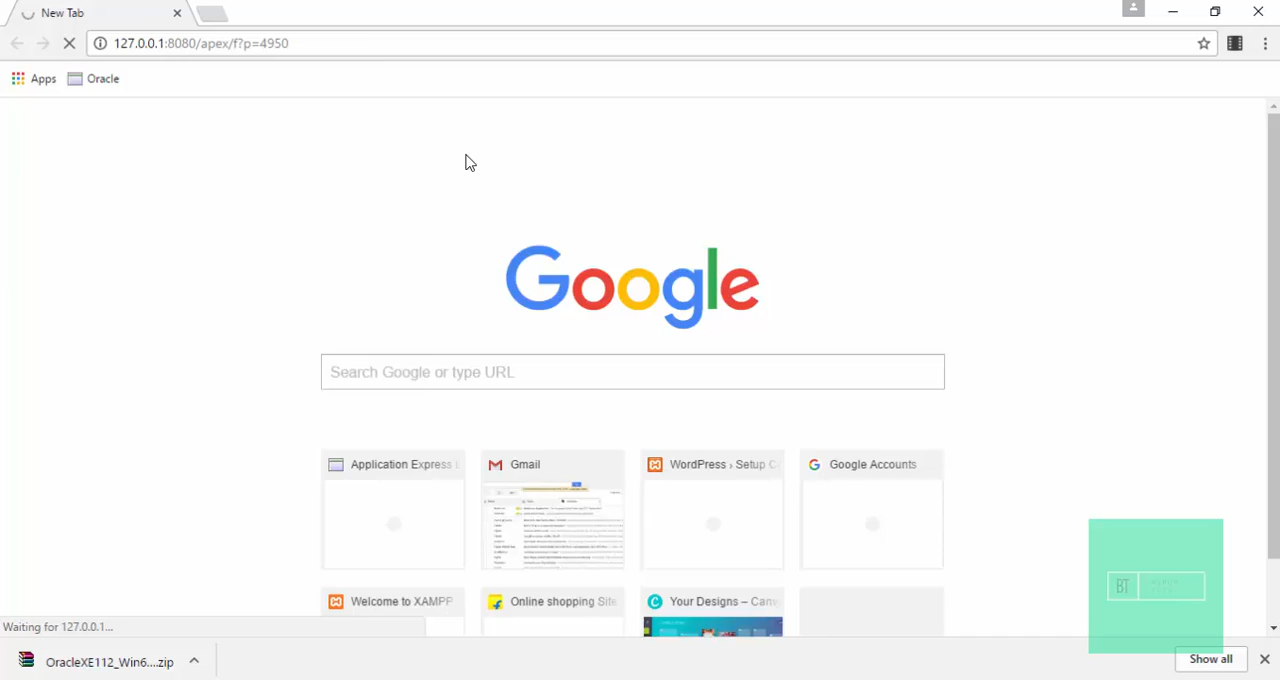 New Tab
127.0.0.1:8080/apex/f?p=4950
Apps Oracle
Google
Search Google or type URL
Application Express Gmail WordPress › Setup Google Accounts
Welcome to XAMPP Online shopping Site Your Designs –
Waiting for 127.0.0.1...
OracleXE112_Win6....zip Show all
BT